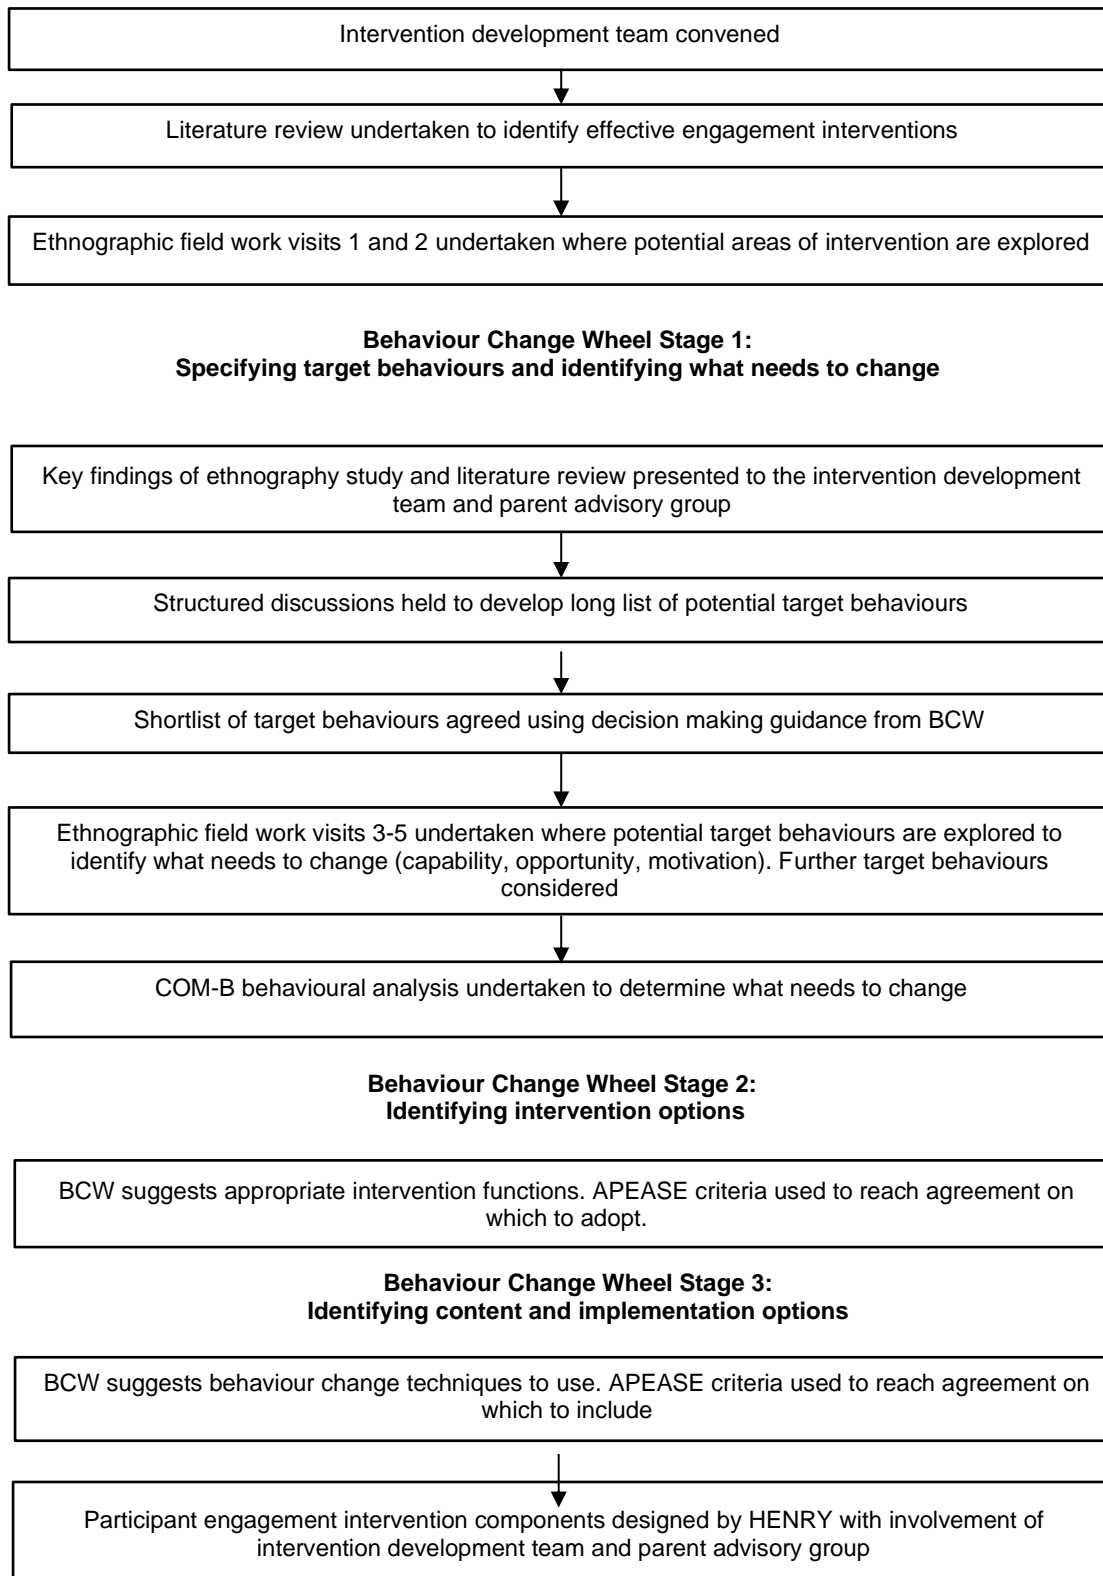 Intervention development team convened
Literature review undertaken to identify effective engagement interventions
Ethnographic field work visits 1 and 2 undertaken where potential areas of intervention are explored
Behaviour Change Wheel Stage 1:
Specifying target behaviours and identifying what needs to change
Key findings of ethnography study and literature review presented to the intervention development
team and parent advisory group
Structured discussions held to develop long list of potential target behaviours
Shortlist of target behaviours agreed using decision making guidance from BCW
Ethnographic field work visits 3-5 undertaken where potential target behaviours are explored to
identify what needs to change (capability, opportunity, motivation). Further target behaviours
considered
COM-B behavioural analysis undertaken to determine what needs to change
Behaviour Change Wheel Stage 2:
Identifying intervention options
BCW suggests appropriate intervention functions. APEASE criteria used to reach agreement on
which to adopt.
Behaviour Change Wheel Stage 3:
Identifying content and implementation options
BCW suggests behaviour change techniques to use. APEASE criteria used to reach agreement on
which to include
Participant engagement intervention components designed by HENRY with involvement of
intervention development team and parent advisory group